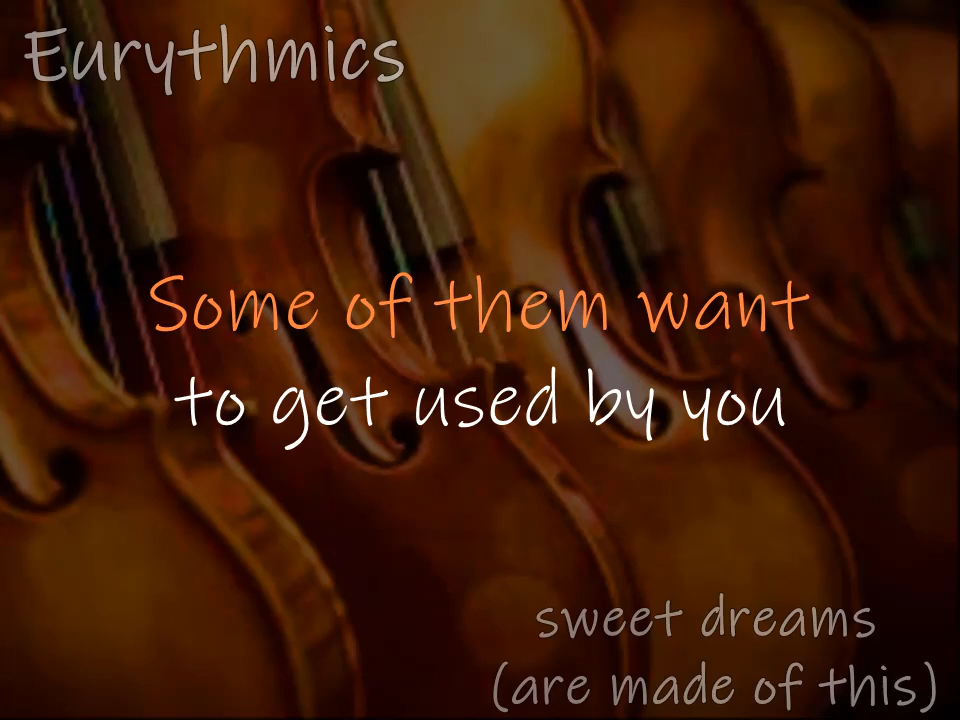 Eurythmics
Some of them want
to get used by you
sweet dreams
(are made of this)